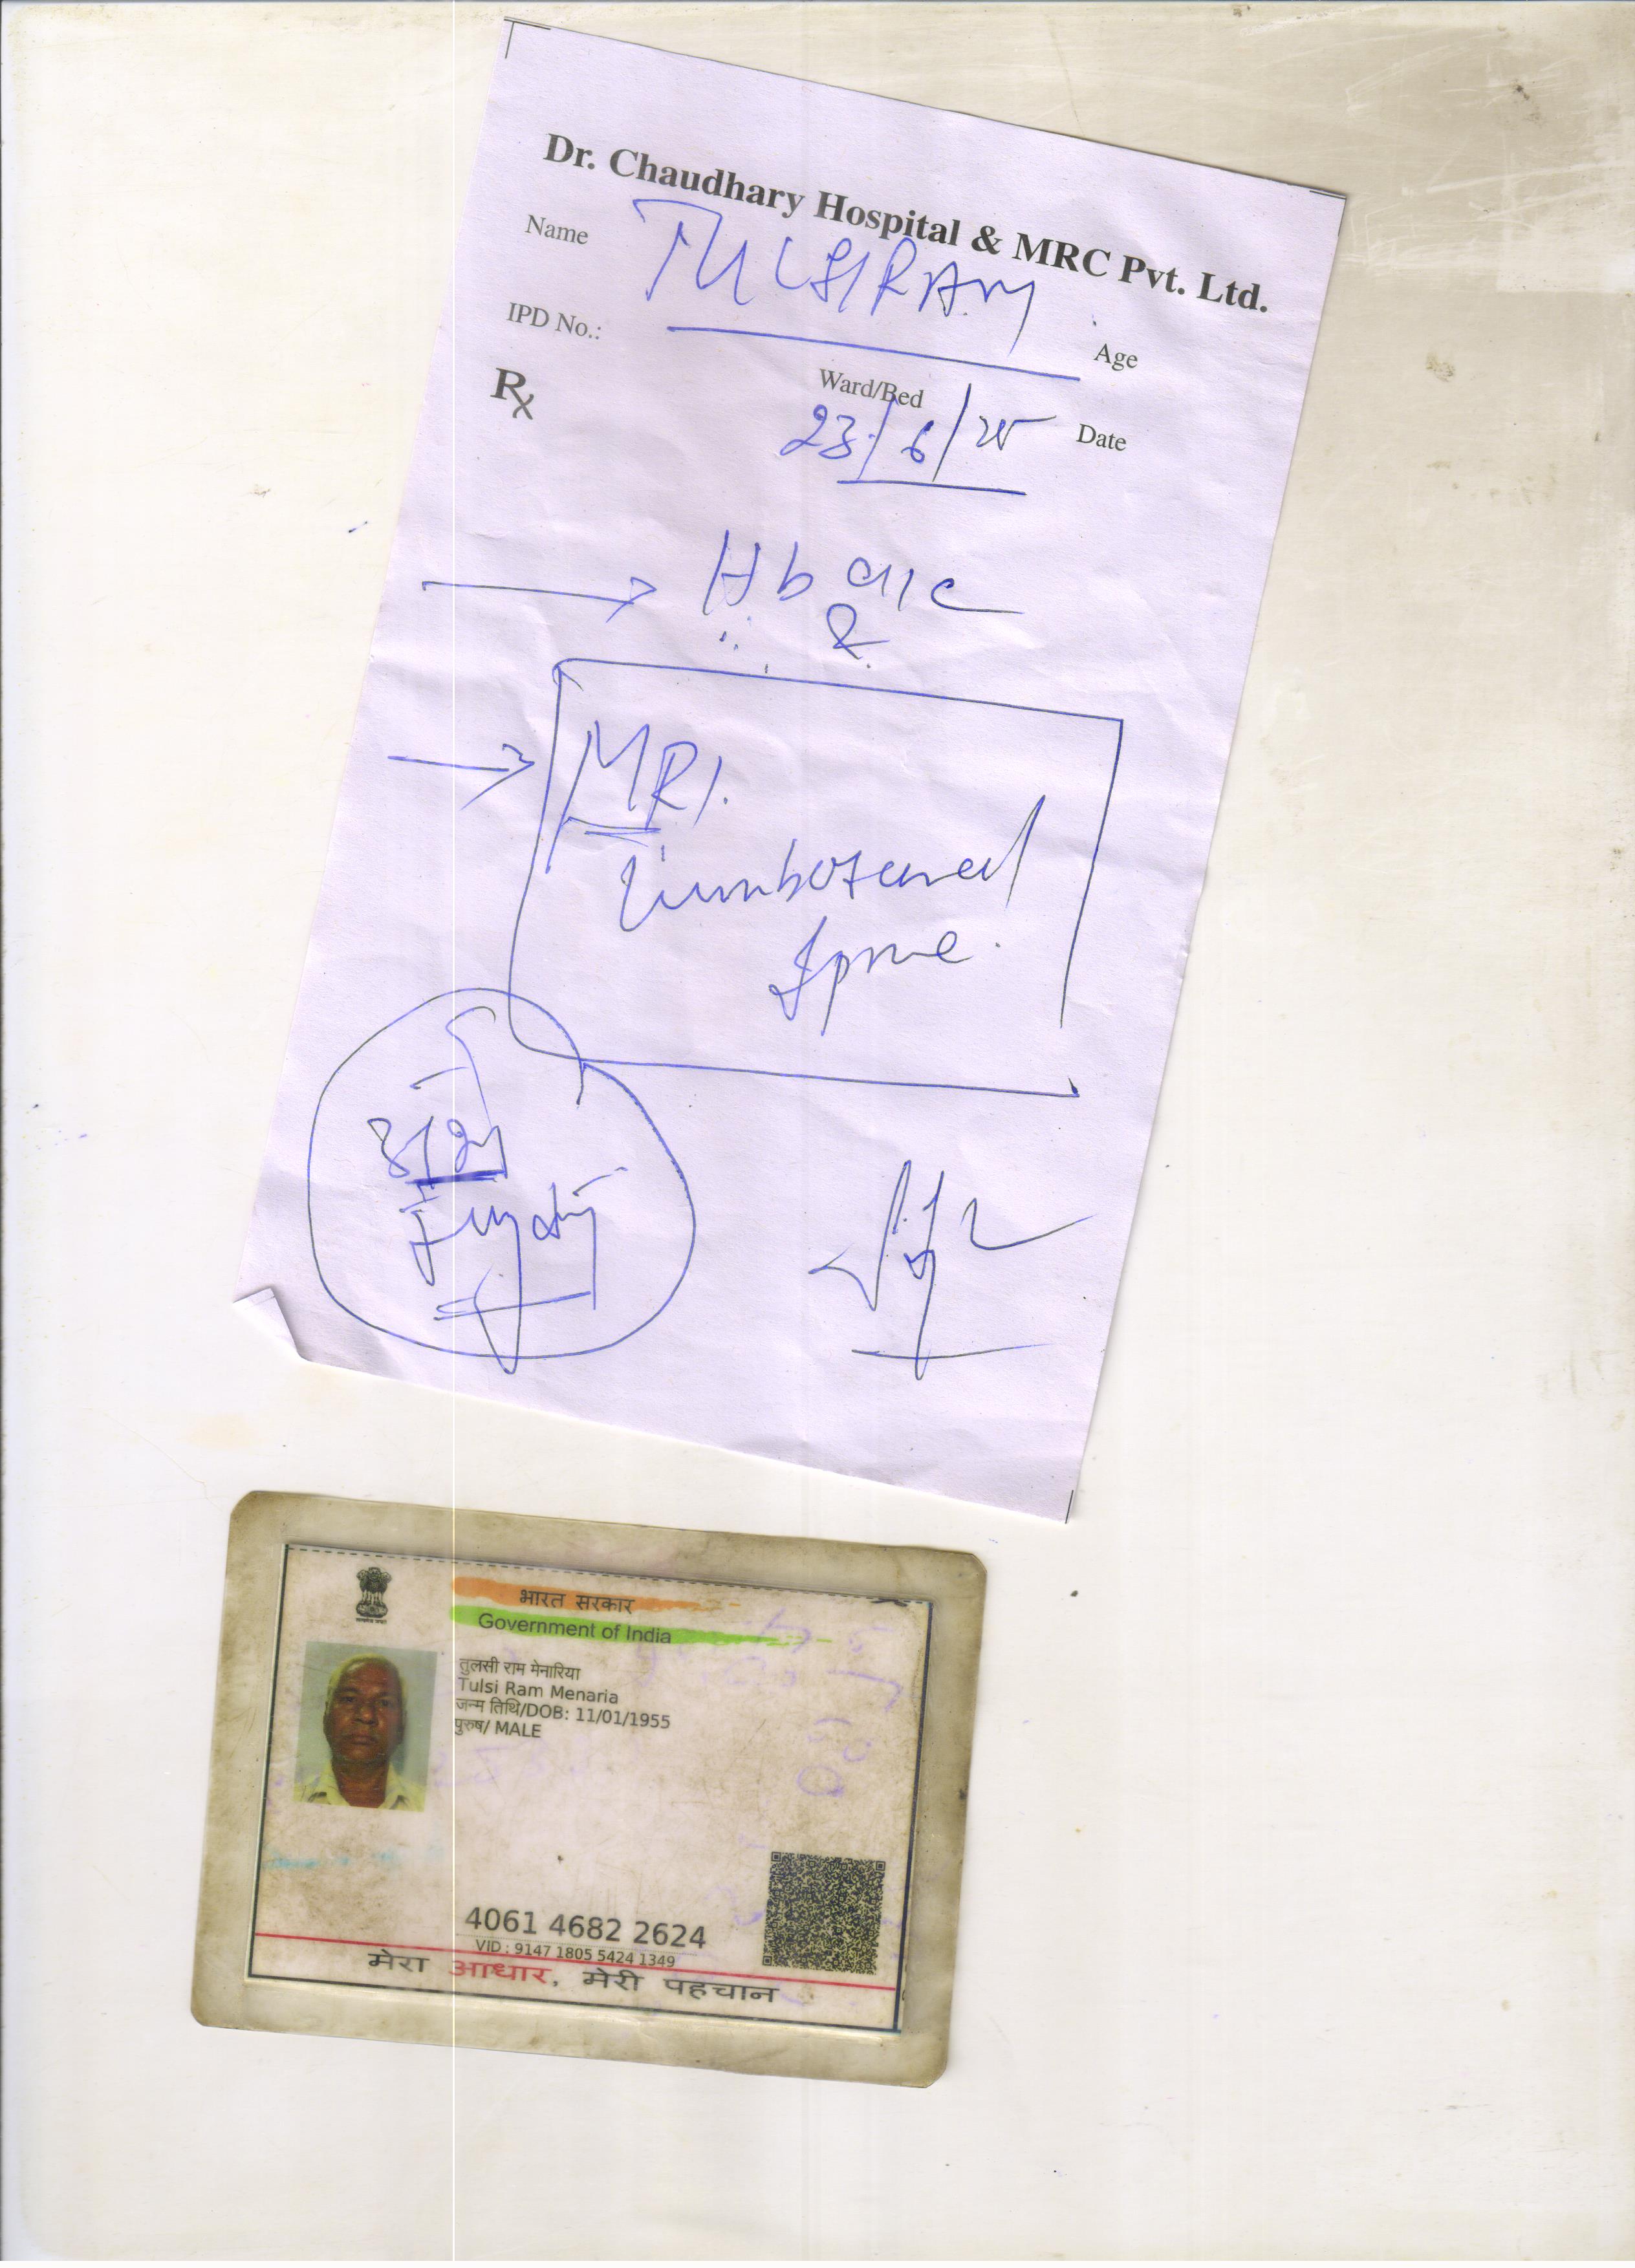 Dr. Chaudhary Hospital & MRC Pvt. Ltd.
Name TULSIRAM
IPD No.: Age
Ward/Bed
Rx 23/6/25 Date
Hba1c
&
MRI.
Lumbosacral
Spine.
भारत सरकार
Government of India
तुलसी राम मेनारिया
Tulsi Ram Menaria
जन्म तिथि/DOB: 11/01/1955
पुरुष/ MALE
4061 4682 2624
VID : 9147 1805 5424 1349
मेरा आधार, मेरी पहचान